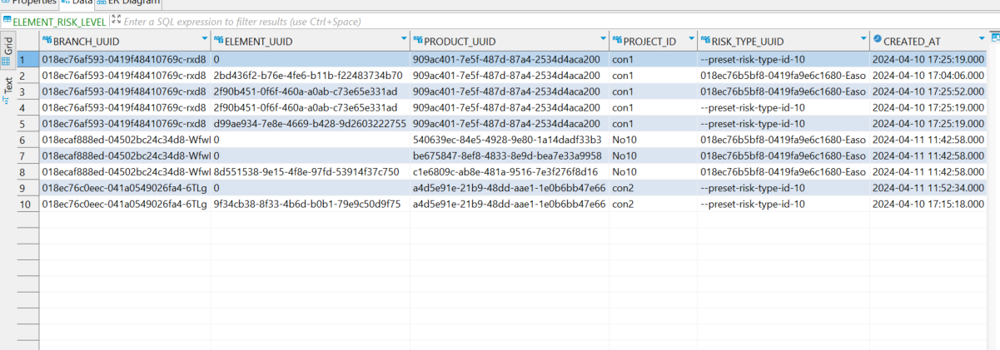 Properties Data ER Diagram
ELEMENT_RISK_LEVEL Enter a SQL expression to filter results (use Ctrl+Space)
Grid
Text
BRANCH_UUID ELEMENT_UUID PRODUCT_UUID PROJECT_ID RISK_TYPE_UUID CREATED_AT
1 018ec76af593-0419f48410769c-rxd8 0 909ac401-7e5f-487d-87a4-2534d4aca200 con1 --preset-risk-type-id-10 2024-04-10 17:25:19.000
2 018ec76af593-0419f48410769c-rxd8 2bd436f2-b76e-4fe6-b11b-f22483734b70 909ac401-7e5f-487d-87a4-2534d4aca200 con1 018ec76b5bf8-0419fa9e6c1680-Easo 2024-04-10 17:04:06.000
3 018ec76af593-0419f48410769c-rxd8 2f90b451-0f6f-460a-a0ab-c73e65e331ad 909ac401-7e5f-487d-87a4-2534d4aca200 con1 018ec76b5bf8-0419fa9e6c1680-Easo 2024-04-10 17:25:52.000
4 018ec76af593-0419f48410769c-rxd8 2f90b451-0f6f-460a-a0ab-c73e65e331ad 909ac401-7e5f-487d-87a4-2534d4aca200 con1 --preset-risk-type-id-10 2024-04-10 17:25:19.000
5 018ec76af593-0419f48410769c-rxd8 d99ae934-7e8e-4669-b428-9d2603222755 909ac401-7e5f-487d-87a4-2534d4aca200 con1 --preset-risk-type-id-10 2024-04-10 17:25:19.000
6 018ecaf888ed-04502bc24c34d8-Wfwl 0 540639ec-84e5-4928-9e80-1a14dadf33b3 No10 018ec76b5bf8-0419fa9e6c1680-Easo 2024-04-11 11:42:58.000
7 018ecaf888ed-04502bc24c34d8-Wfwl 0 be675847-8ef8-4833-8e9d-bea7e33a9958 No10 018ec76b5bf8-0419fa9e6c1680-Easo 2024-04-11 11:42:58.000
8 018ecaf888ed-04502bc24c34d8-Wfwl 8d551538-9e15-4f8e-97fd-53914f37c750 c1e6809c-ab8e-481a-9516-7e3f276f8d16 No10 018ec76b5bf8-0419fa9e6c1680-Easo 2024-04-11 11:42:58.000
9 018ec76c0eec-041a0549026fa4-6TLg 0 a4d5e91e-21b9-48dd-aae1-1e0b6bb47e66 con2 --preset-risk-type-id-10 2024-04-11 11:52:34.000
10 018ec76c0eec-041a0549026fa4-6TLg 9f34cb38-8f33-4b6d-b0b1-79e9c50d9f75 a4d5e91e-21b9-48dd-aae1-1e0b6bb47e66 con2 --preset-risk-type-id-10 2024-04-10 17:15:18.000